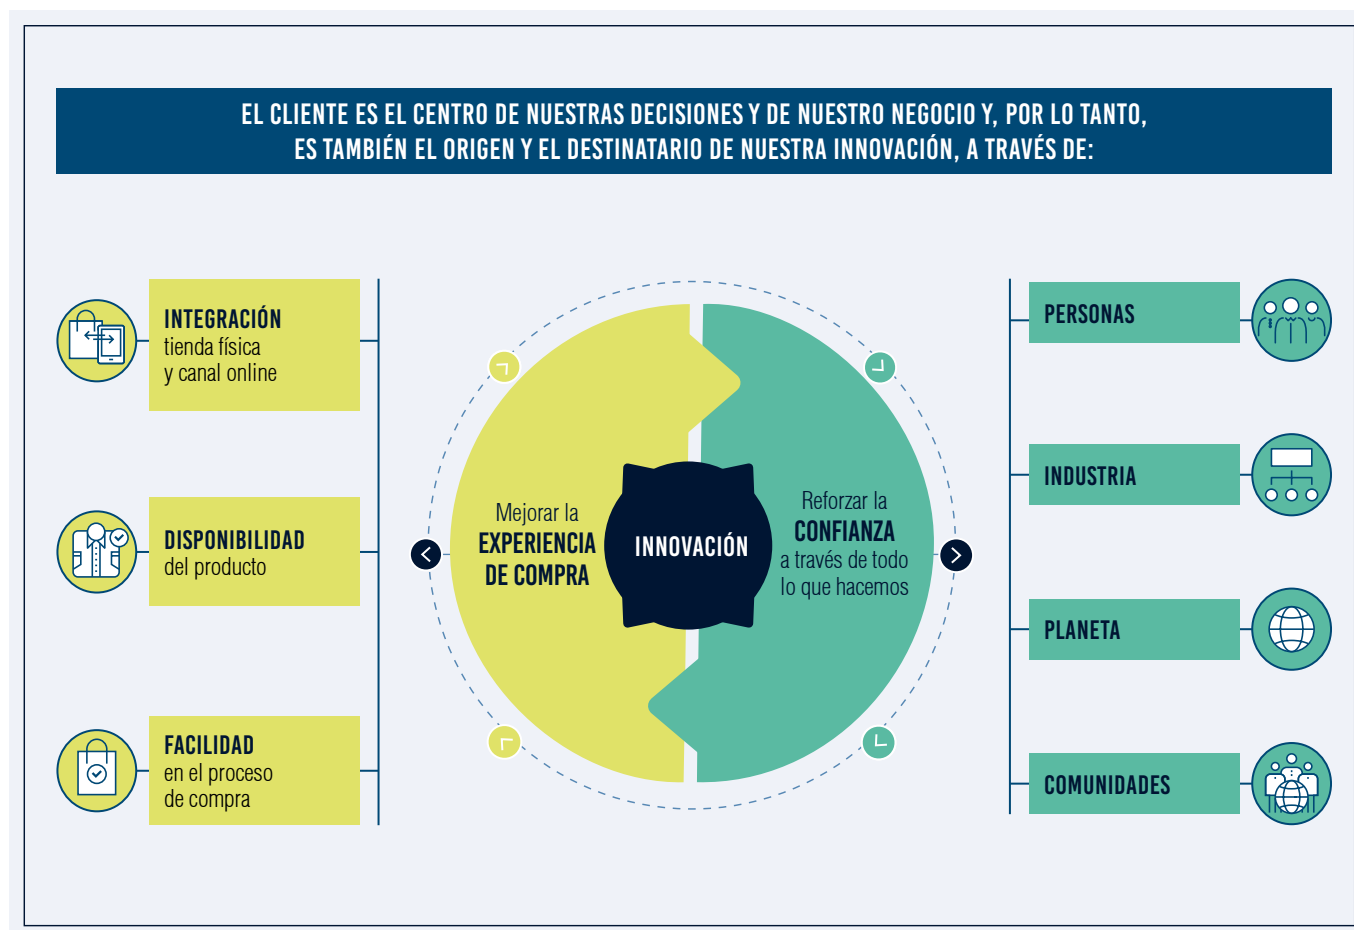 EL CLIENTE ES EL CENTRO DE NUESTRAS DECISIONES Y DE NUESTRO NEGOCIO Y, POR LO TANTO,
ES TAMBIÉN EL ORIGEN Y EL DESTINATARIO DE NUESTRA INNOVACIÓN, A TRAVÉS DE:
INTEGRACIÓN
tienda física
y canal online
DISPONIBILIDAD
del producto
FACILIDAD
en el proceso
de compra
Mejorar la
EXPERIENCIA
DE COMPRA
INNOVACIÓN
Reforzar la
CONFIANZA
a través de todo
lo que hacemos
PERSONAS
INDUSTRIA
PLANETA
COMUNIDADES